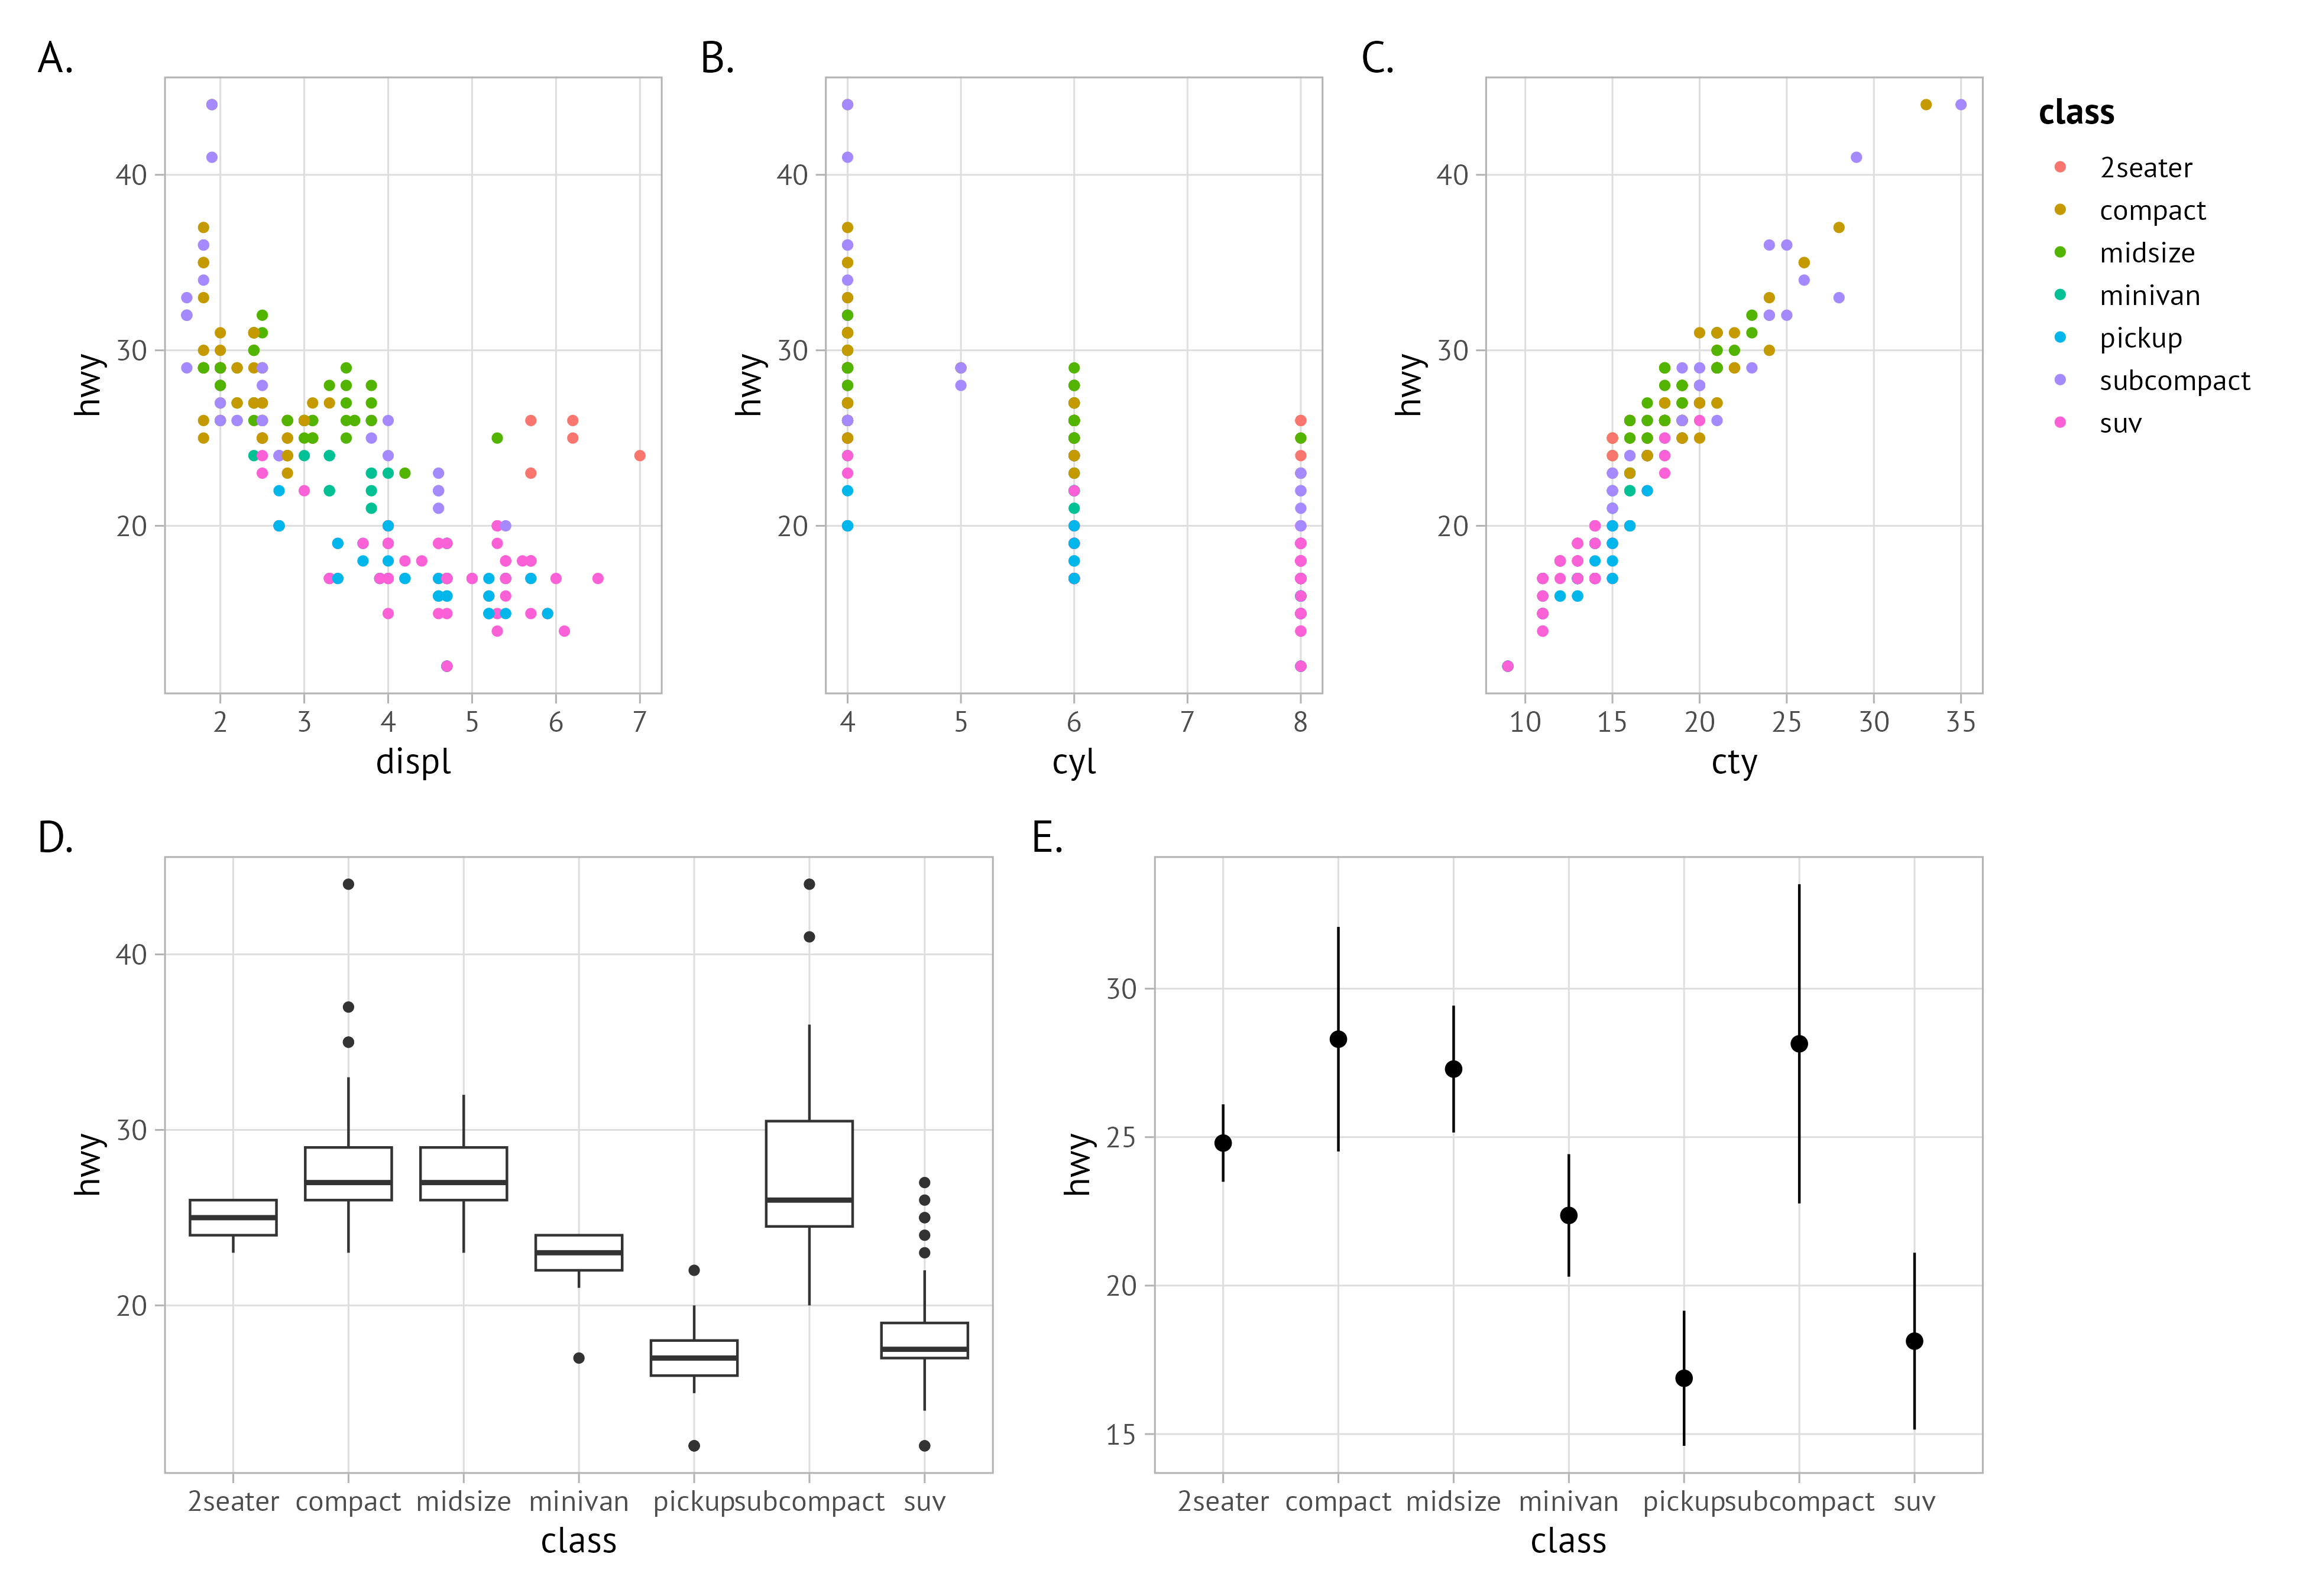 A.
hwy
40
30
20
2
3
4
5
6
7
displ
B.
hwy
40
30
20
4
5
6
7
8
cyl
C.
hwy
40
30
20
10
15
20
25
30
35
cty
class
2seater
compact
midsize
minivan
pickup
subcompact
suv
D.
hwy
40
30
20
2seater
compact
midsize
minivan
pickup
subcompact
suv
class
E.
hwy
30
25
20
15
2seater
compact
midsize
minivan
pickup
subcompact
suv
class